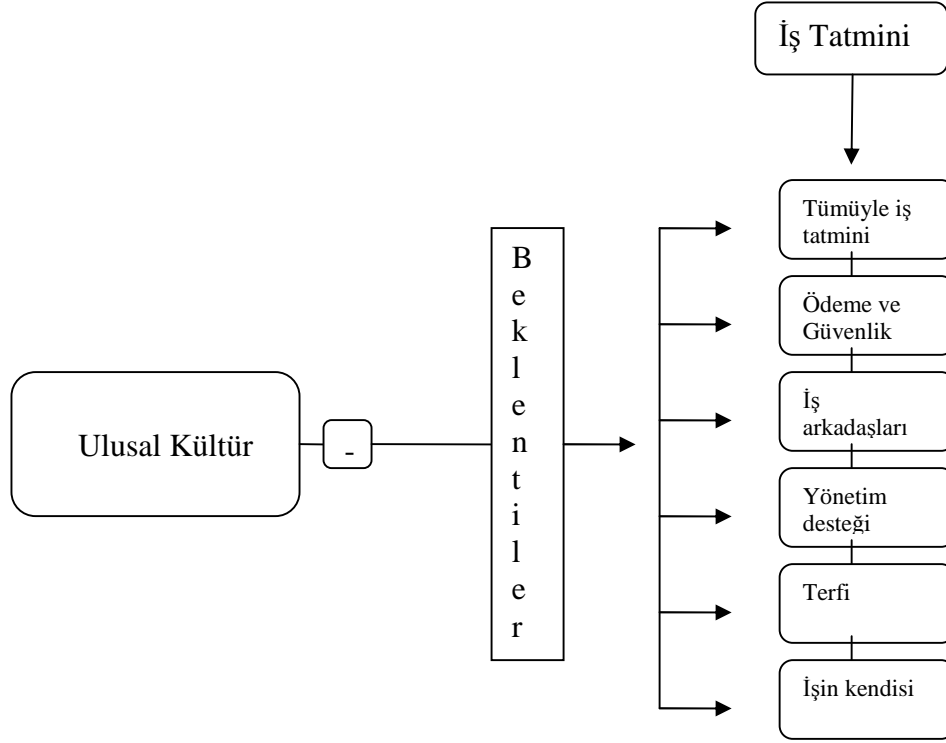 İş Tatmini
Tümüyle iş
tatmini
Ödeme ve
Güvenlik
İş
arkadaşları
Yönetim
desteği
Terfi
İşin kendisi
B
e
k
l
e
n
t
i
l
e
r
Ulusal Kültür
-